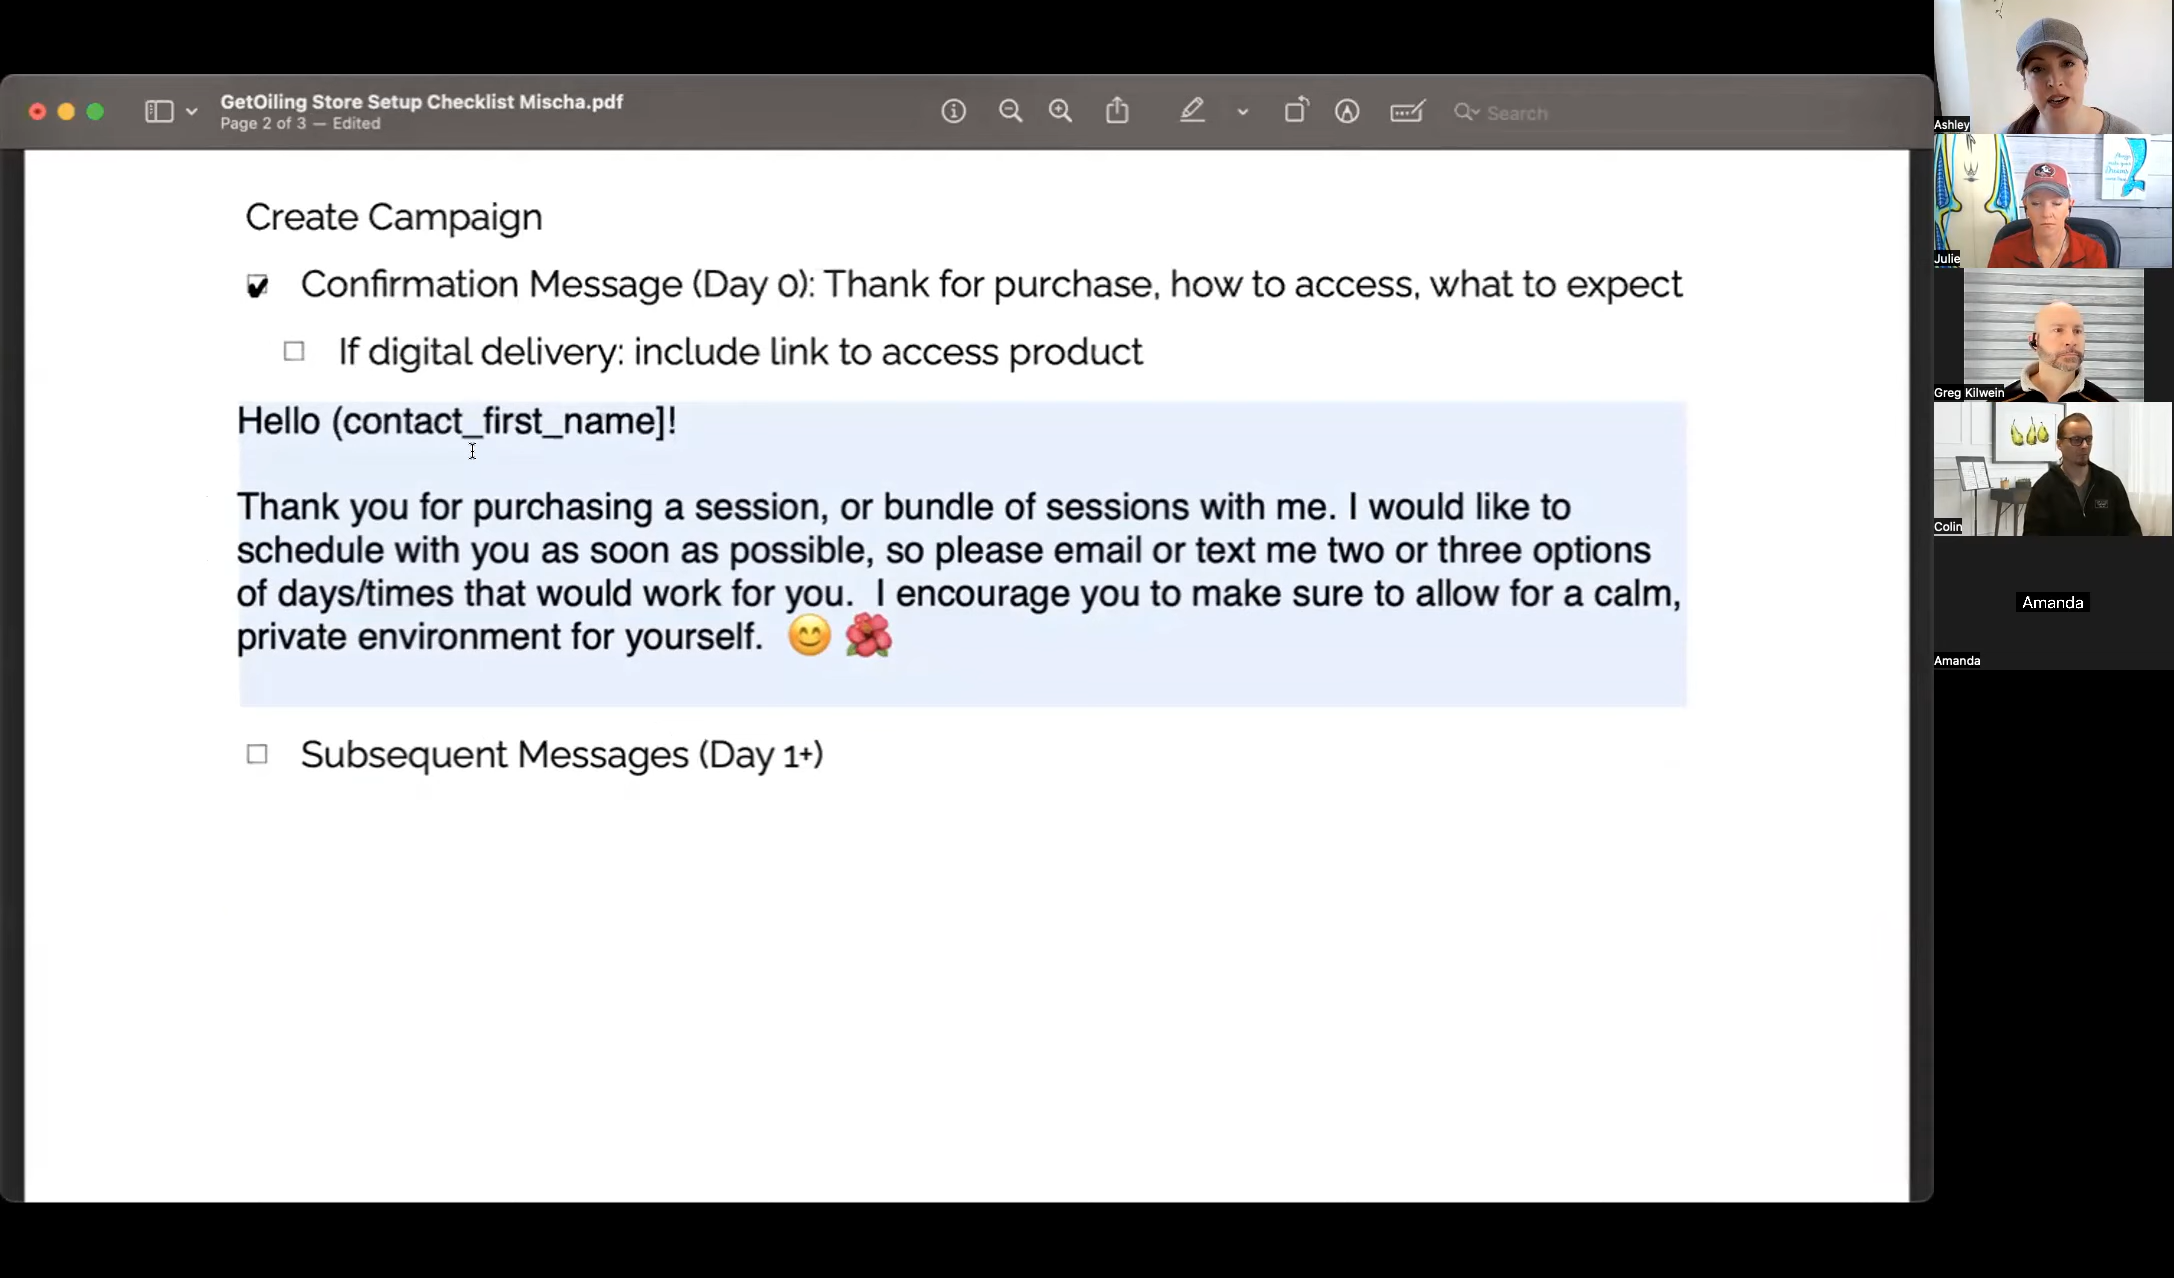 GetOiling Store Setup Checklist Mischa.pdf
Page 2 of 3 — Edited
Search
Create Campaign
Confirmation Message (Day 0): Thank for purchase, how to access, what to expect
If digital delivery: include link to access product
Hello (contact_first_name]!
Thank you for purchasing a session, or bundle of sessions with me. I would like to
schedule with you as soon as possible, so please email or text me two or three options
of days/times that would work for you.  I encourage you to make sure to allow for a calm,
private environment for yourself.  😊 🌺
Subsequent Messages (Day 1+)
Ashley
Julie
Greg Kilwein
Colin
Amanda
Amanda